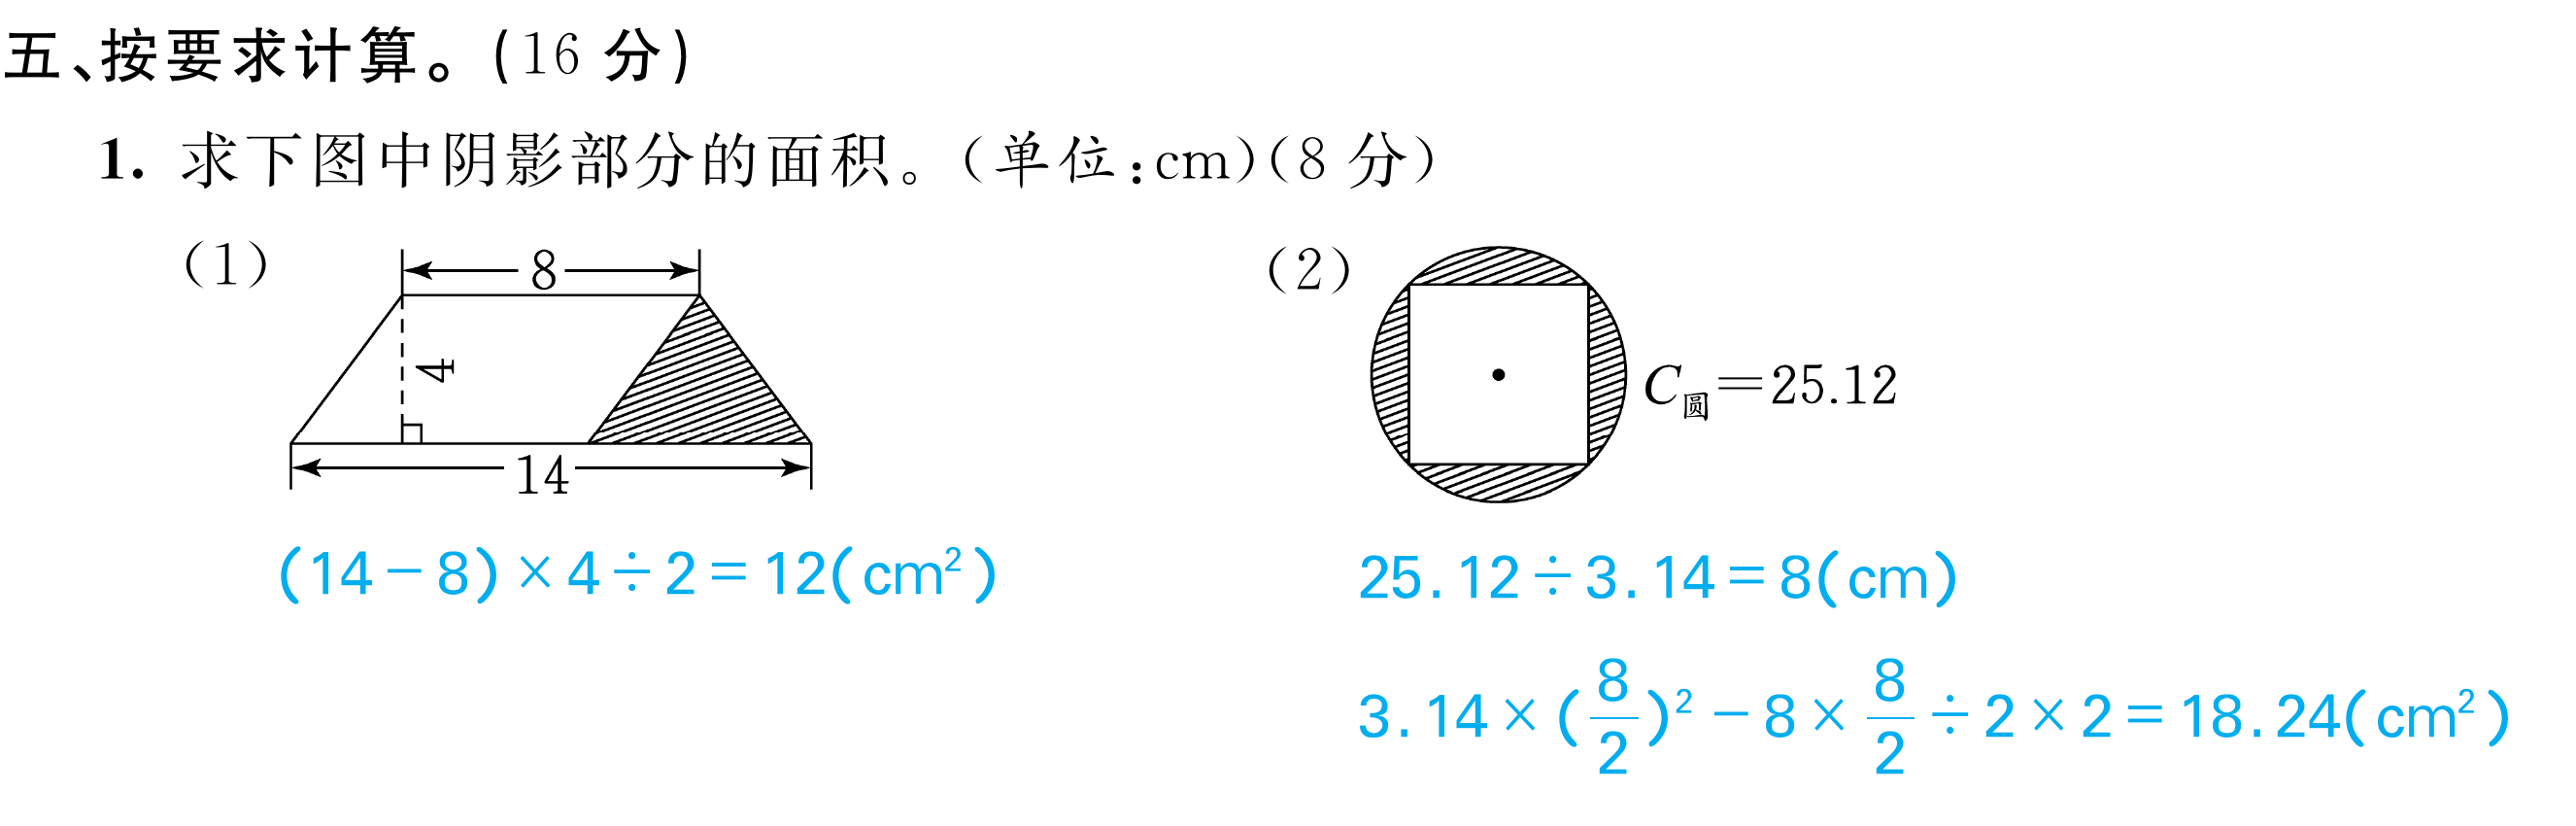 五、按要求计算。(16 分)
1. 求下图中阴影部分的面积。(单位:cm)(8 分)
(1)
8
4
14
(14-8)×4÷2=12(cm²)
(2)
C圆=25.12
25.12÷3.14=8(cm)
3.14×(8/2)²-8×8/2÷2×2=18.24(cm²)